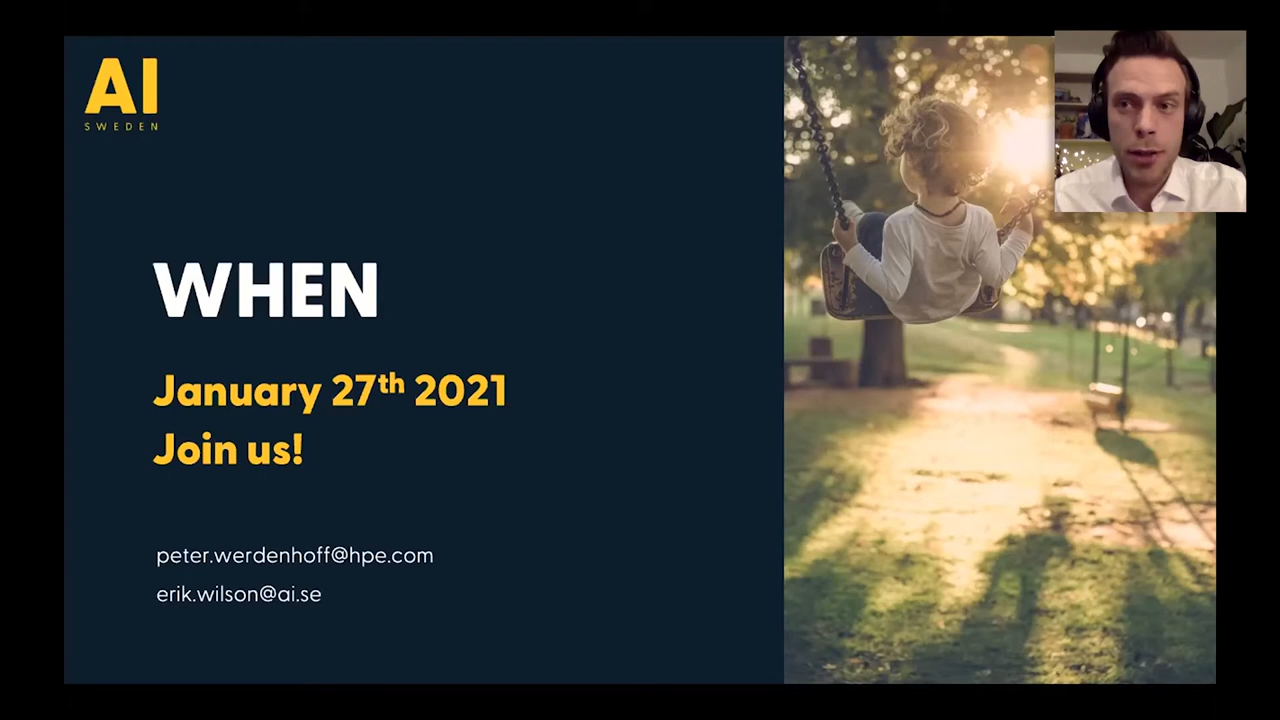 AI
SWEDEN
WHEN
January 27th 2021
Join us!
peter.werdenhoff@hpe.com
erik.wilson@ai.se